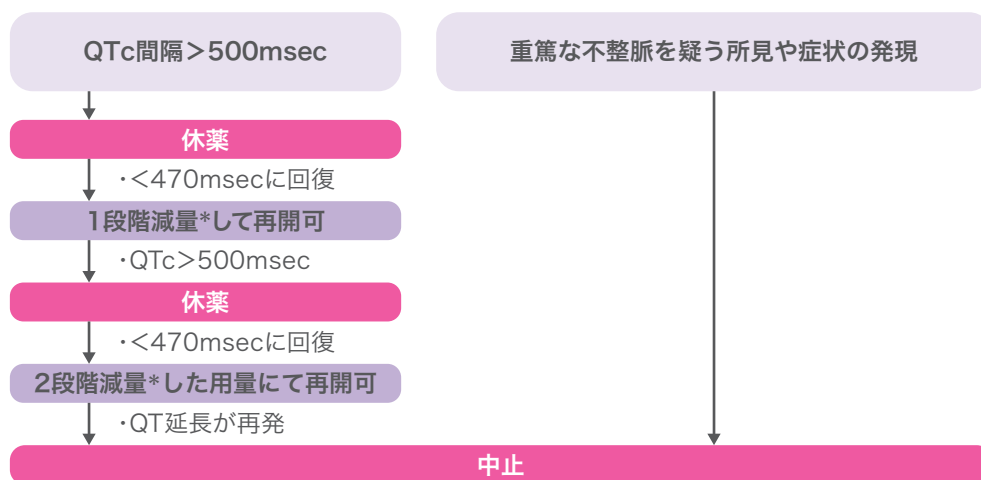 QTc間隔＞500msec
重篤な不整脈を疑う所見や症状の発現
休薬
・＜470msecに回復
1段階減量*して再開可
・QTc＞500msec
休薬
・＜470msecに回復
2段階減量*した用量にて再開可
・QT延長が再発
中止